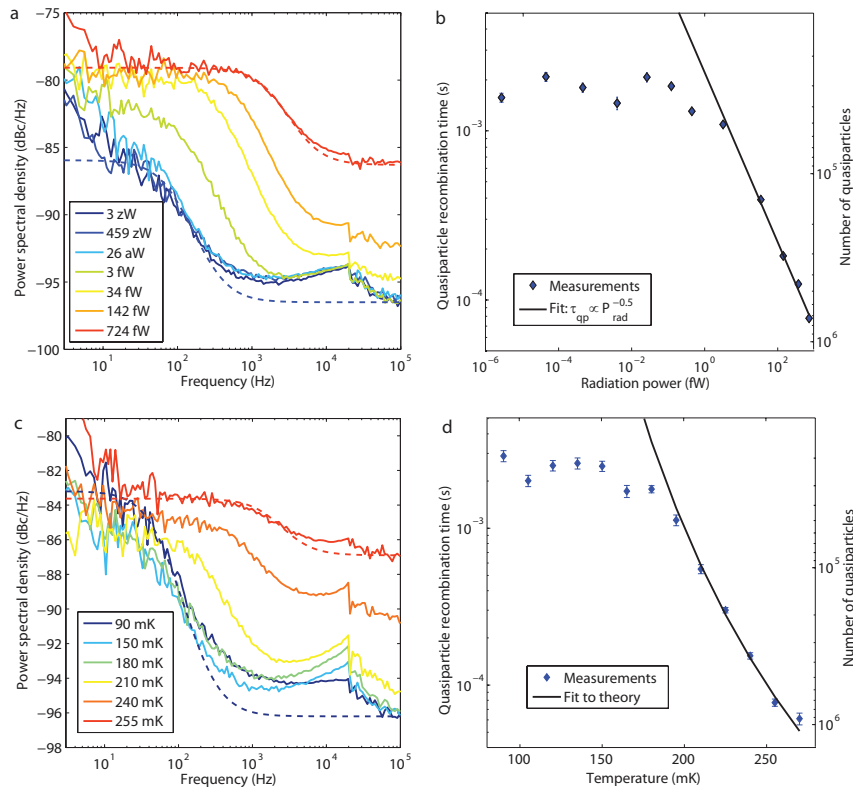 a
−75
−80
−85
−90
−95
−100
Power spectral density (dBc/Hz)
3 zW
459 zW
26 aW
3 fW
34 fW
142 fW
724 fW
10^1
10^2
10^3
10^4
10^5
Frequency (Hz)
b
10^−3
10^−4
Quasiparticle recombination time (s)
10^5
10^6
Number of quasiparticles
Measurements
Fit: τ_qp ∝ P_rad^−0.5
10^−6
10^−4
10^−2
10^0
10^2
Radiation power (fW)
c
−80
−82
−84
−86
−88
−90
−92
−94
−96
−98
Power spectral density (dBc/Hz)
90 mK
150 mK
180 mK
210 mK
240 mK
255 mK
10^1
10^2
10^3
10^4
10^5
Frequency (Hz)
d
10^−3
10^−4
Quasiparticle recombination time (s)
10^5
10^6
Number of quasiparticles
Measurements
Fit to theory
100
150
200
250
Temperature (mK)